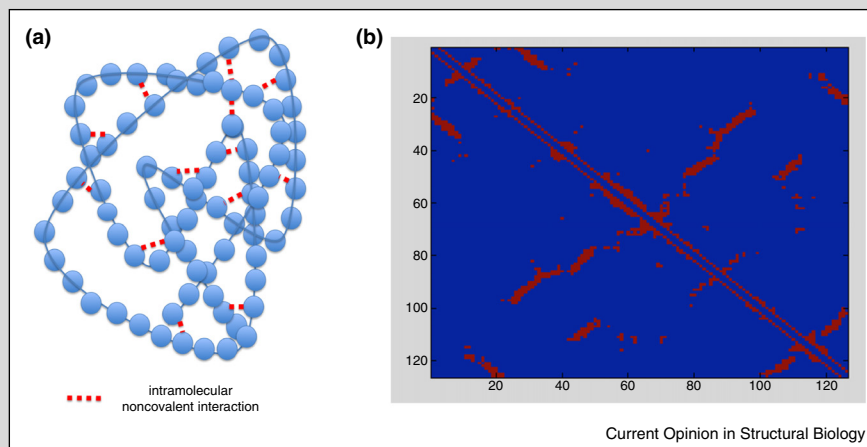 (a)
(b)
20
40
60
80
100
120
20
40
60
80
100
120
intramolecular
noncovalent interaction
Current Opinion in Structural Biology